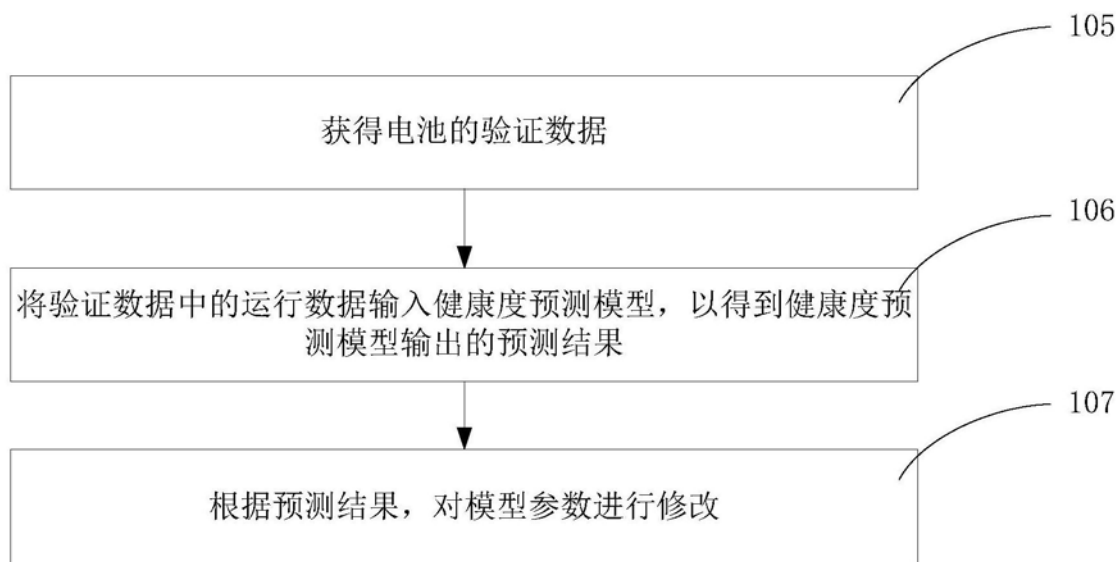 105
获得电池的验证数据
106
将验证数据中的运行数据输入健康度预测模型，以得到健康度预
测模型输出的预测结果
107
根据预测结果，对模型参数进行修改